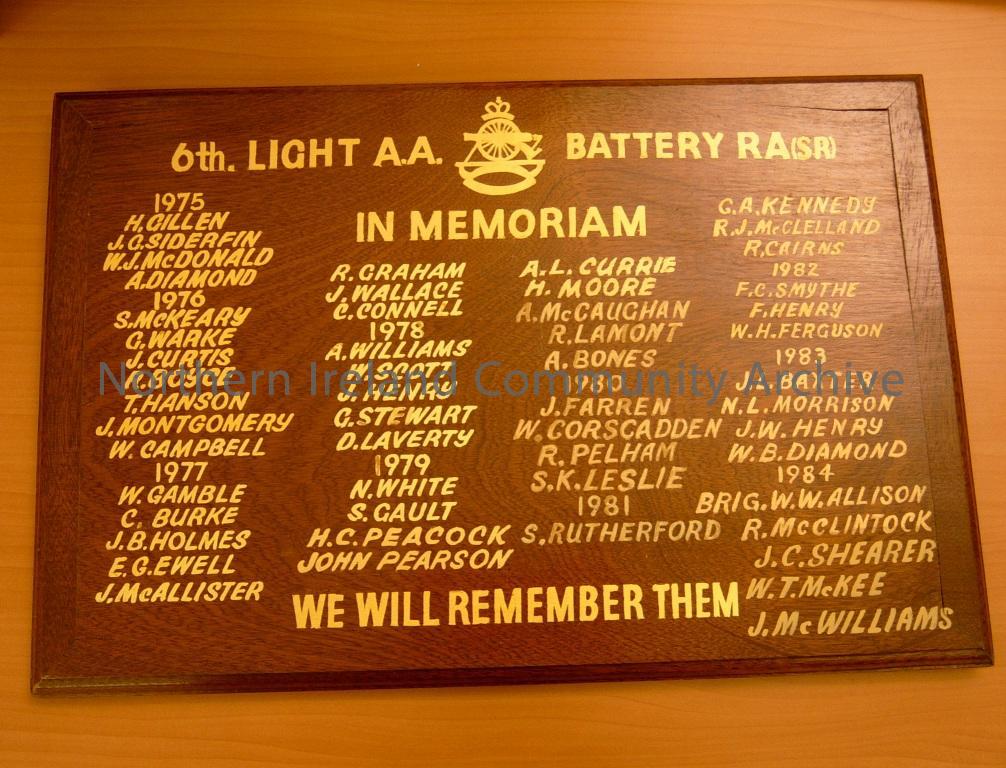 6th. LIGHT A.A. BATTERY RA(SR)
IN MEMORIAM
1975
H. GILLEN
J.G. SIDERFIN
W.J. McDONALD
A. DIAMOND
1976
S. McKEARY
G. WARKE
J. CURTIS
T. HANSON
J. MONTGOMERY
W. CAMPBELL
1977
W. GAMBLE
C. BURKE
J.B. HOLMES
E.G. EWELL
J. McALLISTER
R. GRAHAM
J. WALLACE
C. CONNELL
1978
A. WILLIAMS
G. STEWART
D. LAVERTY
1979
N. WHITE
S. GAULT
H.C. PEACOCK
JOHN PEARSON
A.L. CURRIE
H. MOORE
A. McCAUGHAN
R. LAMONT
A. BONES
J. FARREN
W. CORSCADDEN
R. PELHAM
S.K. LESLIE
1981
S. RUTHERFORD
C.A. KENNEDY
R.J. McCLELLAND
R. CAIRNS
1982
F.C. SMYTHE
F. HENRY
W.H. FERGUSON
1983
BAXTER
N.L. MORRISON
J.W. HENRY
W.B. DIAMOND
1984
BRIG. W.W. ALLISON
R. McCLINTOCK
J.C. SHEARER
W.T. McKEE
J. McWILLIAMS
WE WILL REMEMBER THEM
Northern Ireland Community Archive